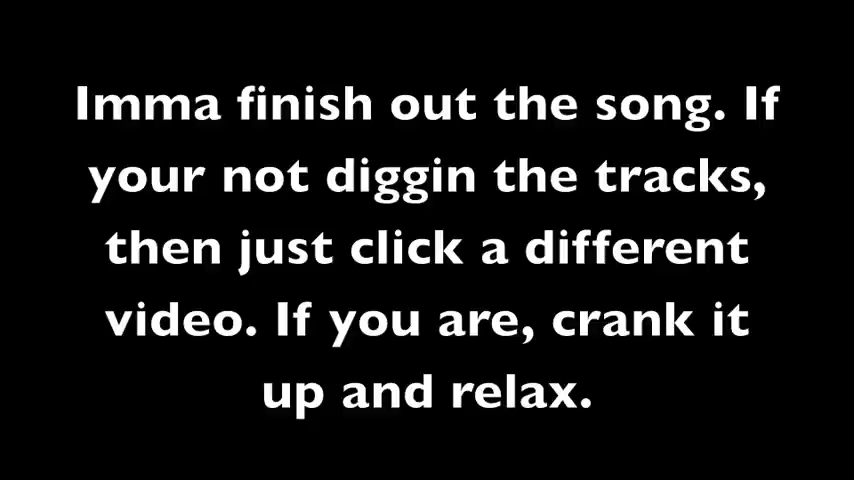 Imma finish out the song. If
your not diggin the tracks,
then just click a different
video. If you are, crank it
up and relax.